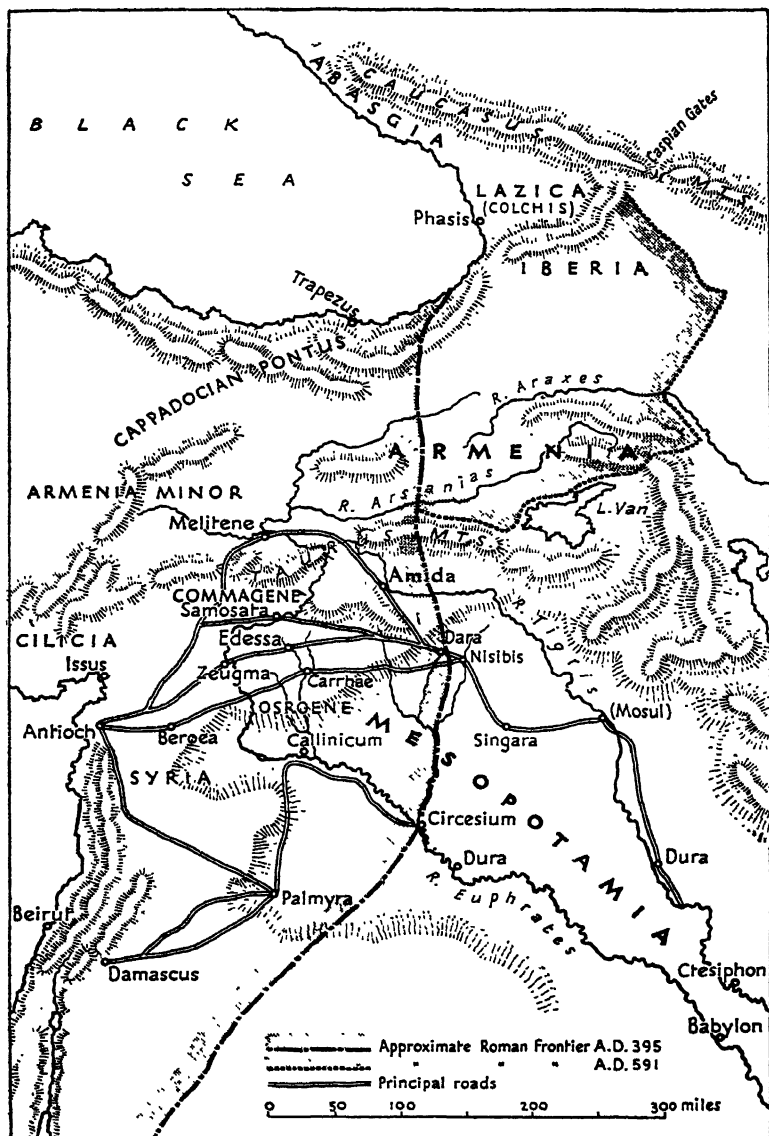 BLACK
SEA
ABASGIA
CAUCASUS
MTS.
Caspian Gates
LAZICA
(COLCHIS)
Phasis
IBERIA
Trapezus
CAPPADOCIAN PONTUS
R. Araxes
ARMENIA
ARMENIA MINOR
R. Arsanias
L.Van
Melitene
TAURUS MTS.
Amida
COMMAGENE
Samosata
R. Tigris
CILICIA
Edessa
Dara
Issus
Zeugma
Nisibis
Carrhae
(Mosul)
OSROENE
Antioch
Beroea
Callinicum
Singara
MESOPOTAMIA
SYRIA
Circesium
Dura
Dura
Palmyra
R. Euphrates
Beirut
Damascus
Ctesiphon
Babylon
Approximate Roman Frontier A.D. 395
" " " A.D. 591
Principal roads
0 50 100 200 300 miles